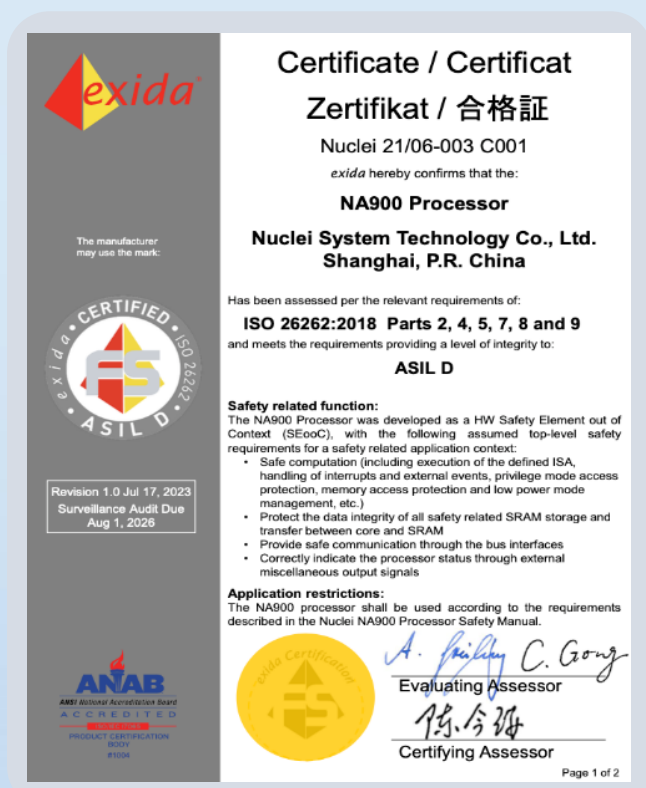 exida
Certificate / Certificat
Zertifikat / 合格証
Nuclei 21/06-003 C001
exida hereby confirms that the:
NA900 Processor
Nuclei System Technology Co., Ltd.
Shanghai, P.R. China
Has been assessed per the relevant requirements of:
ISO 26262:2018 Parts 2, 4, 5, 7, 8 and 9
and meets the requirements providing a level of integrity to:
ASIL D
Safety related function:
The NA900 Processor was developed as a HW Safety Element out of
Context (SEooC), with the following assumed top-level safety
requirements for a safety related application context:
• Safe computation (including execution of the defined ISA,
handling of interrupts and external events, privilege mode access
protection, memory access protection and low power mode
management, etc.)
• Protect the data integrity of all safety related SRAM storage and
transfer between core and SRAM
• Provide safe communication through the bus interfaces
• Correctly indicate the processor status through external
miscellaneous output signals
Application restrictions:
The NA900 processor shall be used according to the requirements
described in the Nuclei NA900 Processor Safety Manual.
The manufacturer
may use the mark:
exida • CERTIFIED • ISO 26262
FS
ASIL D
Revision 1.0 Jul 17, 2023
Surveillance Audit Due
Aug 1, 2026
ANAB
ANSI National Accreditation Board
ACCREDITED
PRODUCT CERTIFICATION
BODY
#1004
exida Certification
FS
C. Gong
Evaluating Assessor
Certifying Assessor
Page 1 of 2